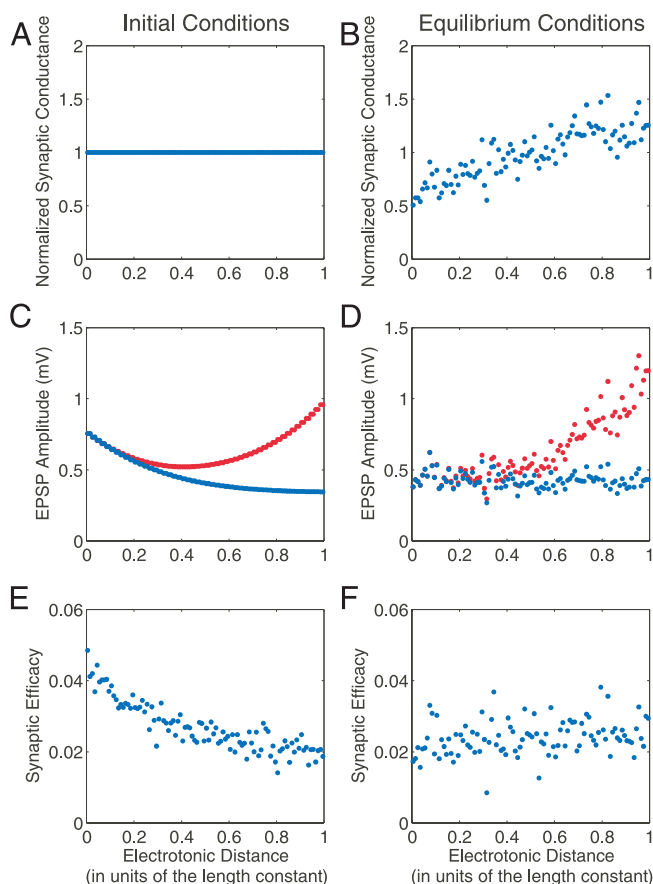 Initial Conditions
Equilibrium Conditions
A
Normalized Synaptic Conductance
2
1.5
1
0.5
0
0 0.2 0.4 0.6 0.8 1
B
Normalized Synaptic Conductance
2
1.5
1
0.5
0
0 0.2 0.4 0.6 0.8 1
C
EPSP Amplitude (mV)
1.5
1
0.5
0
0 0.2 0.4 0.6 0.8 1
D
EPSP Amplitude (mV)
1.5
1
0.5
0
0 0.2 0.4 0.6 0.8 1
E
Synaptic Efficacy
0.06
0.04
0.02
0
0 0.2 0.4 0.6 0.8 1
Electrotonic Distance
(in units of the length constant)
F
Synaptic Efficacy
0.06
0.04
0.02
0
0 0.2 0.4 0.6 0.8 1
Electrotonic Distance
(in units of the length constant)